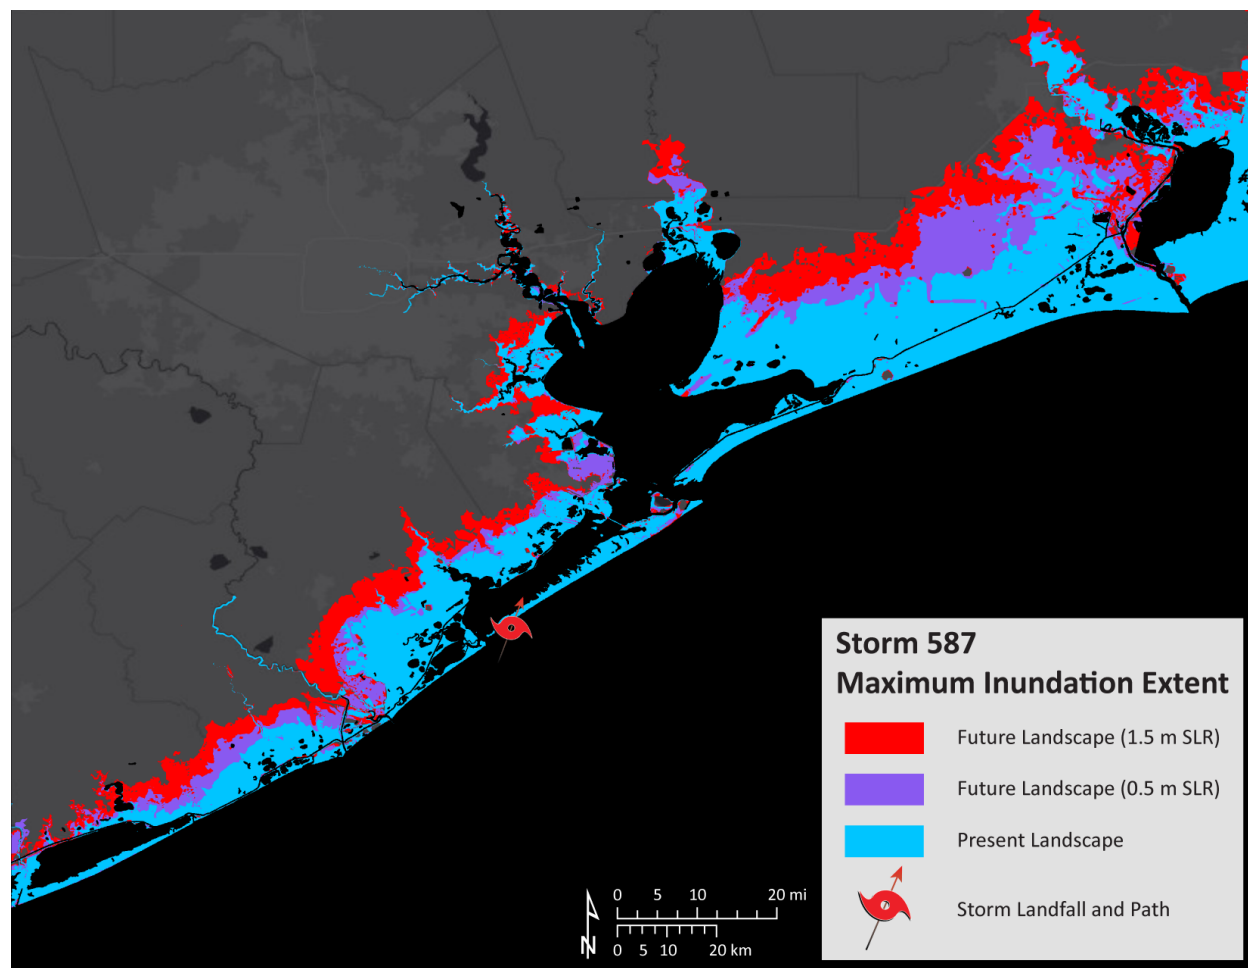 Storm 587
Maximum Inundation Extent
Future Landscape (1.5 m SLR)
Future Landscape (0.5 m SLR)
Present Landscape
Storm Landfall and Path
N
0 5 10 20 mi
0 5 10 20 km